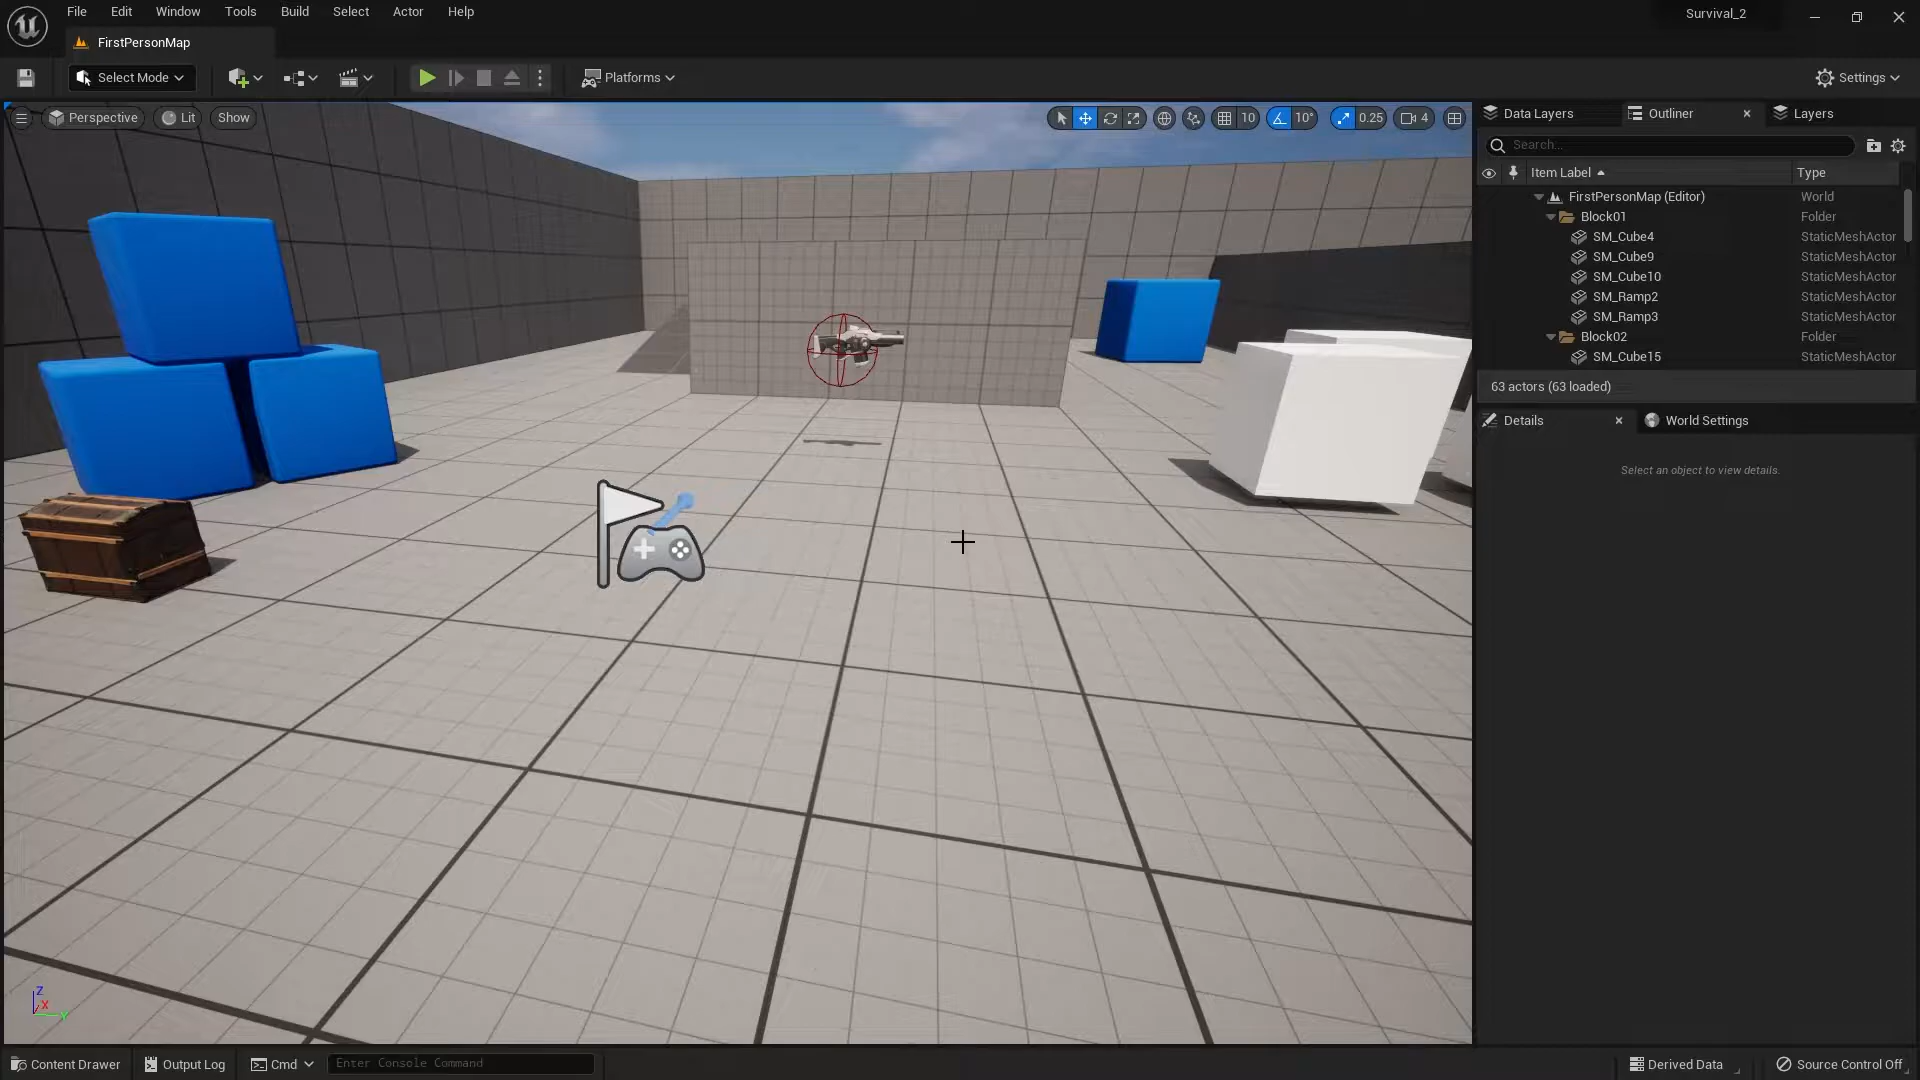 File Edit Window Tools Build Select Actor Help
Survival_2
FirstPersonMap
Select Mode
Platforms
Settings
Perspective
Lit
Show
10
10°
0.25
4
Data Layers
Outliner
Layers
Search...
Item Label
Type
FirstPersonMap (Editor) World
Block01 Folder
SM_Cube4 StaticMeshActor
SM_Cube9 StaticMeshActor
SM_Cube10 StaticMeshActor
SM_Ramp2 StaticMeshActor
SM_Ramp3 StaticMeshActor
Block02 Folder
SM_Cube15 StaticMeshActor
63 actors (63 loaded)
Details
World Settings
Select an object to view details.
Z
X
Y
Content Drawer
Output Log
Cmd
Enter Console Command
Derived Data
Source Control Off